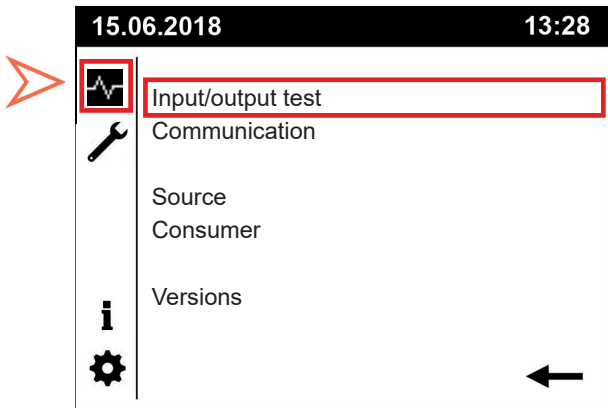 15.06.2018 13:28
Input/output test
Communication
Source
Consumer
Versions
i